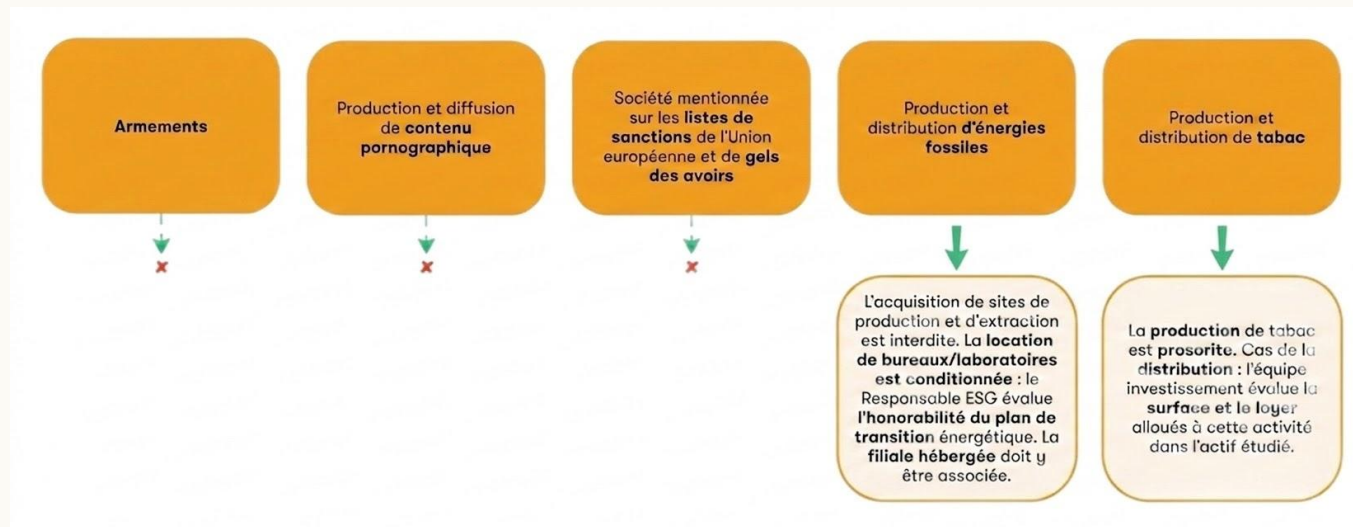 Armements
Production et diffusion
de contenu
pornographique
Société mentionnée
sur les listes de
sanctions de l'Union
européenne et de gels
des avoirs
Production et
distribution d'énergies
fossiles
Production et
distribution de tabac
L'acquisition de sites de
production et d'extraction
est interdite. La location
de bureaux/laboratoires
est conditionnée : le
Responsable ESG évalue
l'honorabilité du plan de
transition énergétique. La
filiale hébergée doit y
être associée.
La production de tabac
est prosorite. Cas de la
distribution : l'équipe
investissement évalue la
surface et le loyer
alloués à cette activité
dans l'actif étudié.